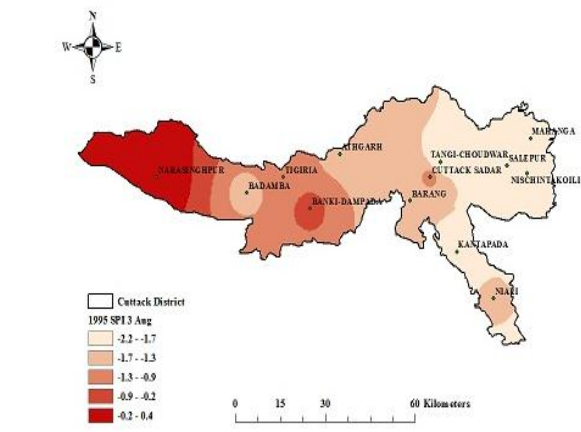 N
W E
S
MAHANGA
ATHGARH
TANGI-CHOUDWAR
SALEPUR
NARASINGHPUR
TIGIRIA
CUTTACK SADAR
NISCHINTAKOILI
BADAMBA
BANKI-DAMPADA
BARANG
KANTAPADA
NIALI
Cuttack District
1995 SPI 3 Aug
-2.2 - -1.7
-1.7 - -1.3
-1.3 - -0.9
-0.9 - -0.2
-0.2 - 0.4
0 15 30 60 Kilometers